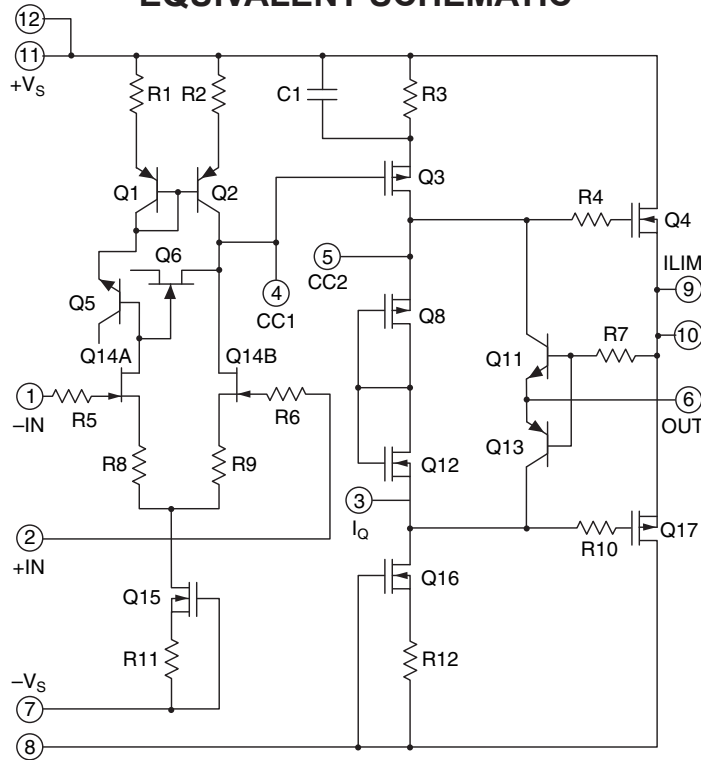 EQUIVALENT SCHEMATIC
12
11
+VS
R1
R2
C1
R3
Q1
Q2
Q3
R4
Q4
Q6
5
CC2
ILIM
9
Q5
4
CC1
Q8
10
Q14A
Q14B
Q11
R7
1
–IN
R5
R6
6
OUT
Q13
R8
R9
Q12
3
IQ
2
+IN
R10
Q17
Q15
Q16
R11
R12
–VS
7
8